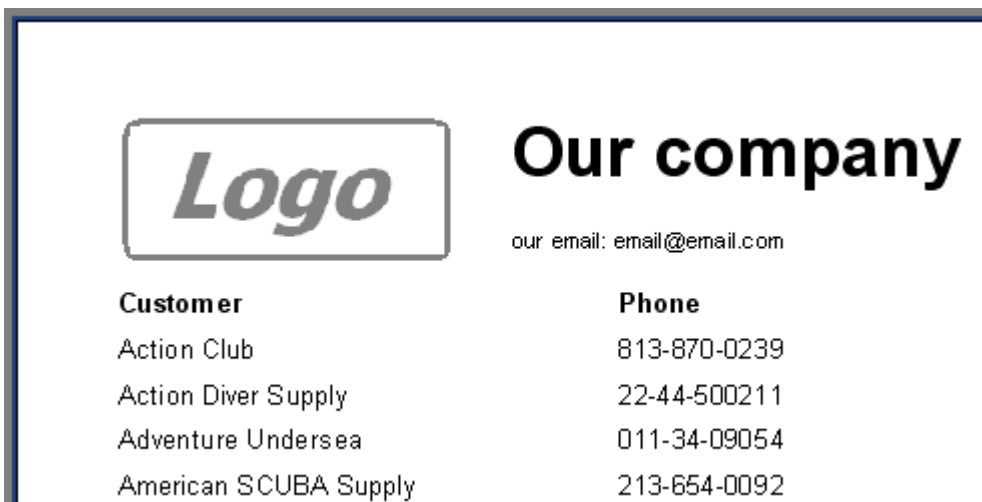 Logo
Our company
our email: email@email.com
Customer Phone
Action Club 813-870-0239
Action Diver Supply 22-44-500211
Adventure Undersea 011-34-09054
American SCUBA Supply 213-654-0092